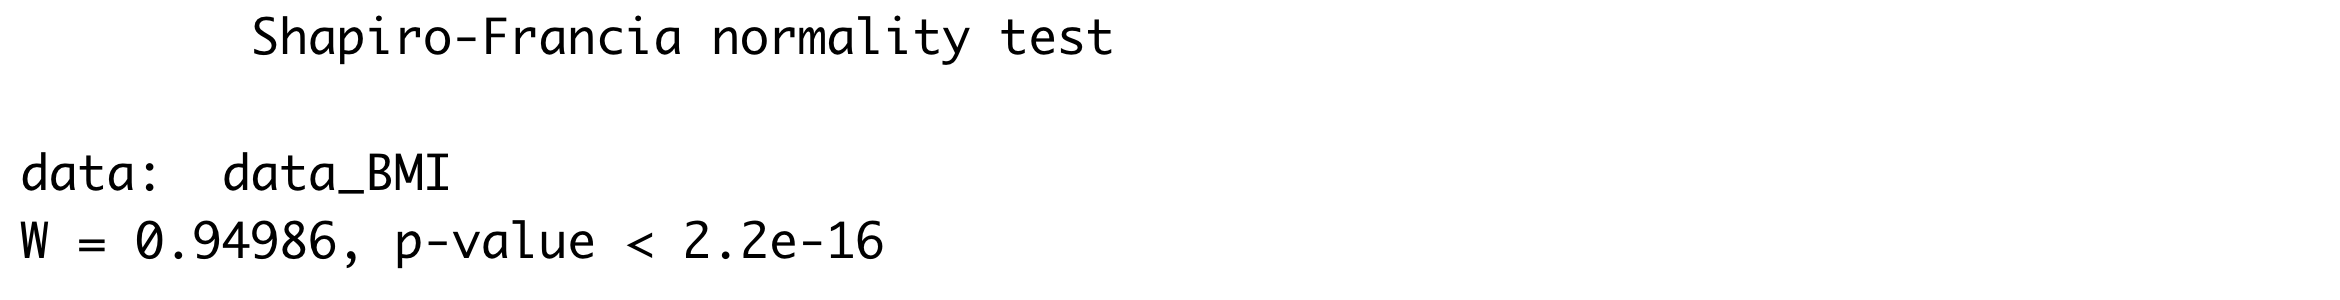 Shapiro-Francia normality test
data:  data_BMI
W = 0.94986, p-value < 2.2e-16